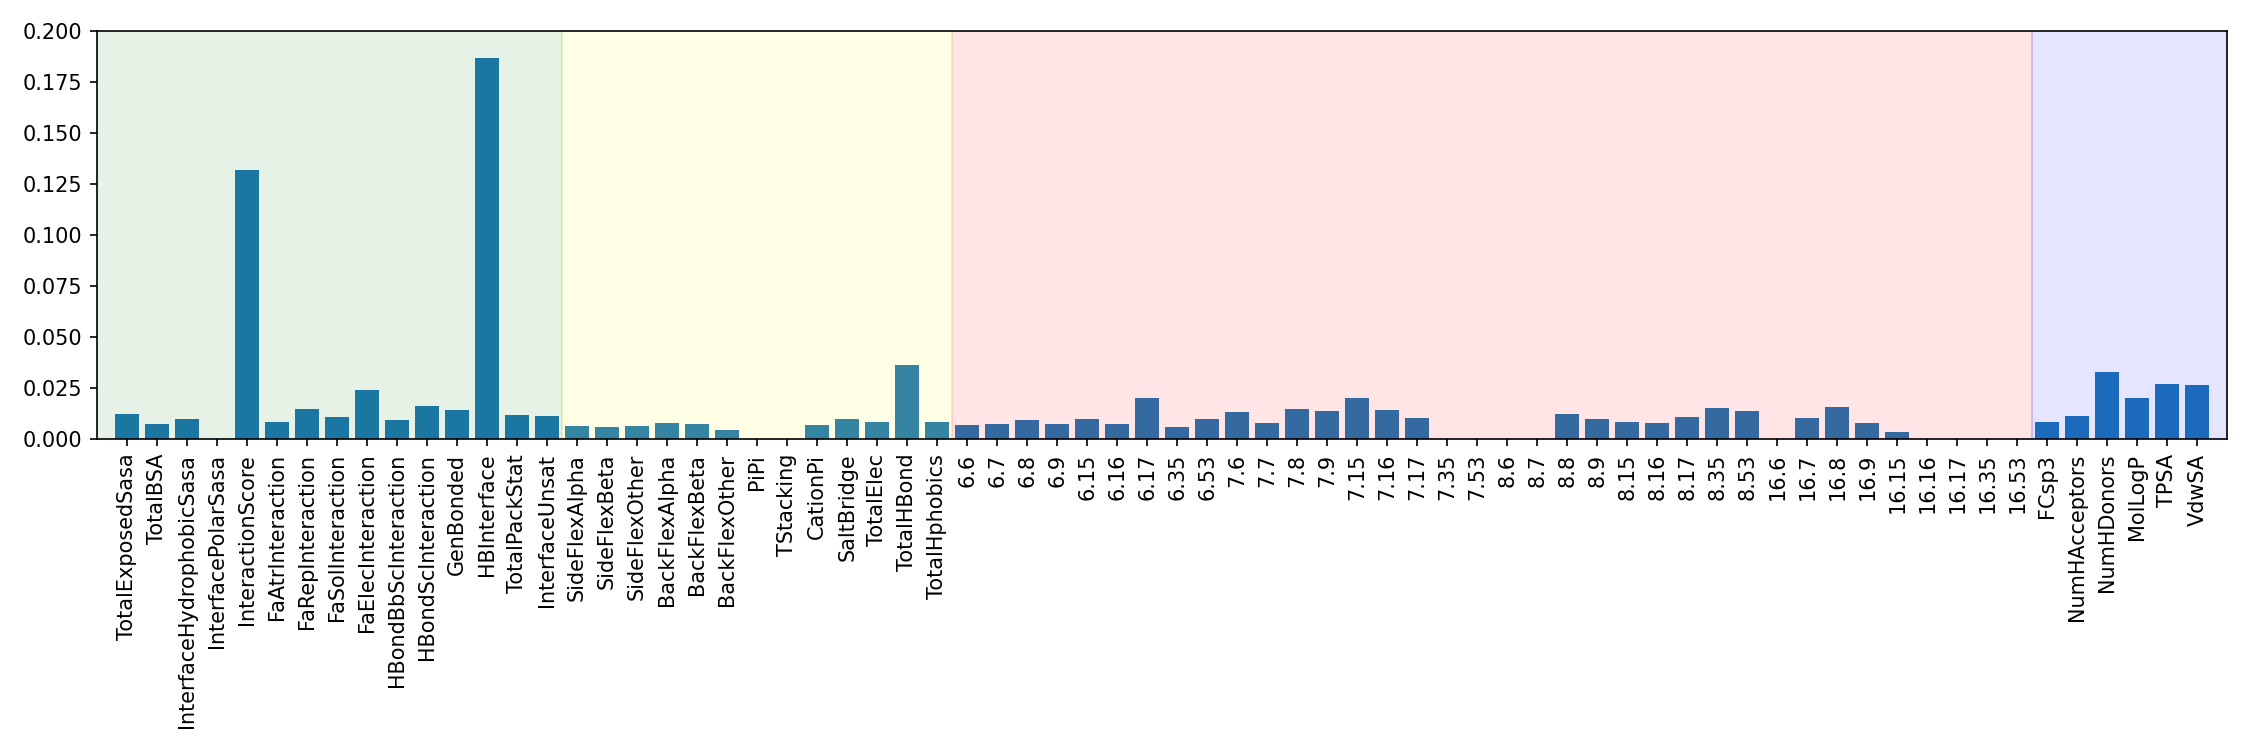 0.200
0.175
0.150
0.125
0.100
0.075
0.050
0.025
0.000
TotalExposedSasa
TotalBSA
InterfaceHydrophobicSasa
InterfacePolarSasa
InteractionScore
FaAtrInteraction
FaRepInteraction
FaSolInteraction
FaElecInteraction
HBondBbScInteraction
HBondScInteraction
GenBonded
HBInterface
TotalPackStat
InterfaceUnsat
SideFlexAlpha
SideFlexBeta
SideFlexOther
BackFlexAlpha
BackFlexBeta
BackFlexOther
PiPi
TStacking
CationPi
SaltBridge
TotalElec
TotalHBond
TotalHphobics
6.6
6.7
6.8
6.9
6.15
6.16
6.17
6.35
6.53
7.6
7.7
7.8
7.9
7.15
7.16
7.17
7.35
7.53
8.6
8.7
8.8
8.9
8.15
8.16
8.17
8.35
8.53
16.6
16.7
16.8
16.9
16.15
16.16
16.17
16.35
16.53
FCsp3
NumHAcceptors
NumHDonors
MolLogP
TPSA
VdwSA